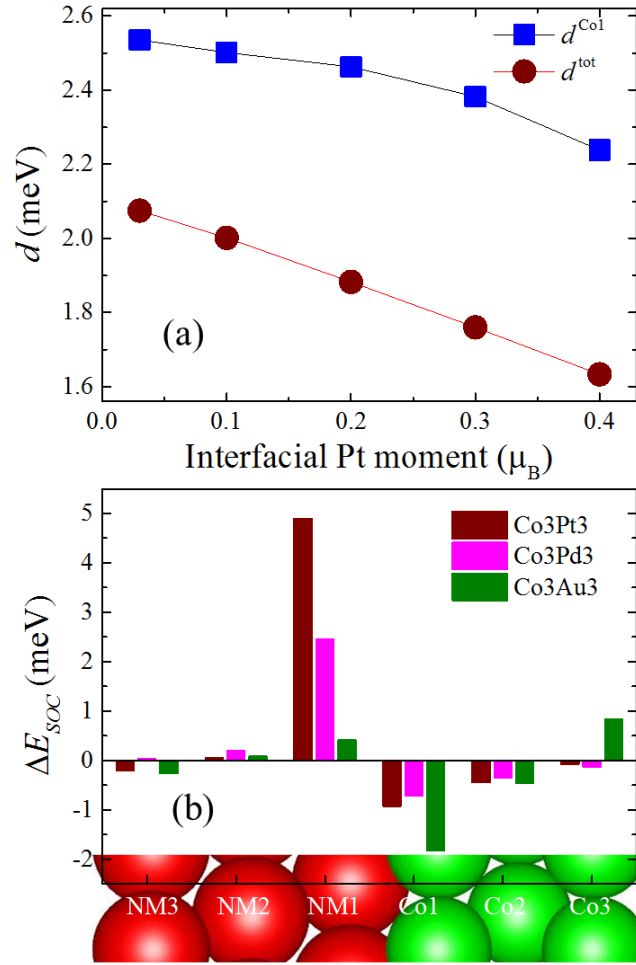 2.6
2.4
2.2
2.0
1.8
1.6
d (meV)
d^Co1
d^tot
(a)
0.0 0.1 0.2 0.3 0.4
Interfacial Pt moment (μ_B)
5
4
3
2
1
0
-1
-2
ΔE_SOC (meV)
Co3Pt3
Co3Pd3
Co3Au3
(b)
NM3 NM2 NM1 Co1 Co2 Co3